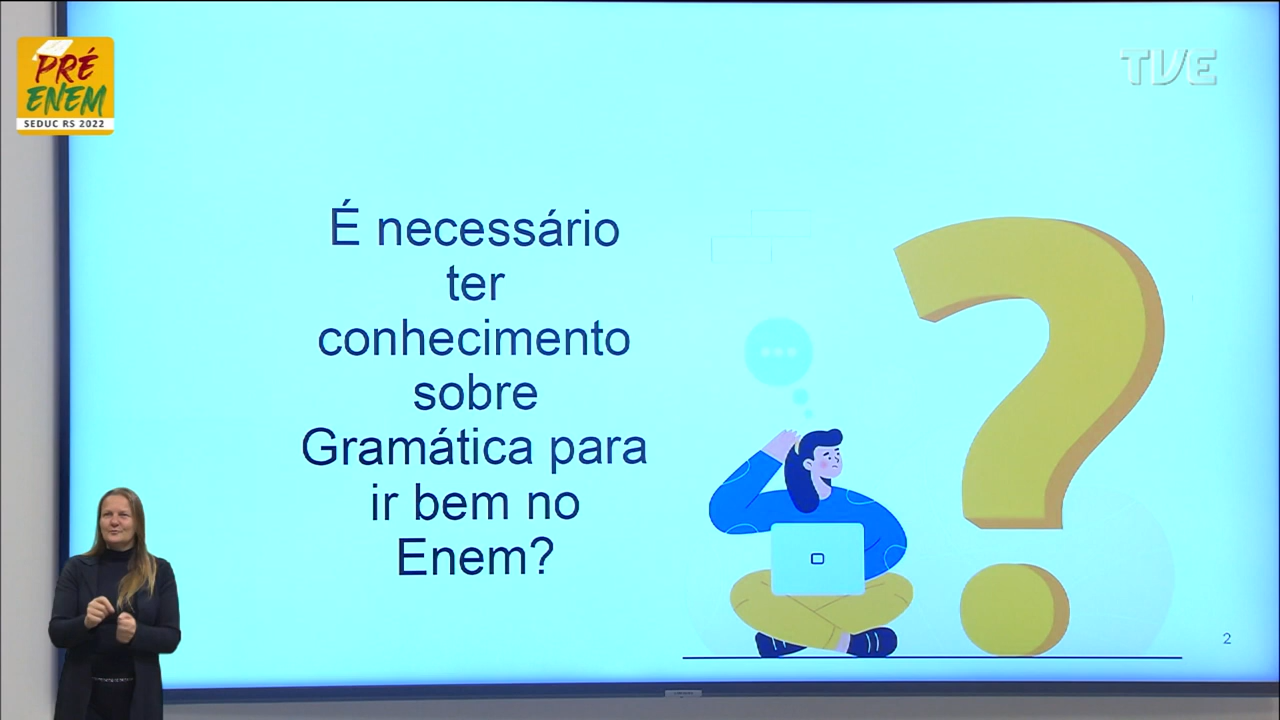 PRÉ
ENEM
SEDUC RS 2022
TVE
É necessário
ter
conhecimento
sobre
Gramática para
ir bem no
Enem?
2